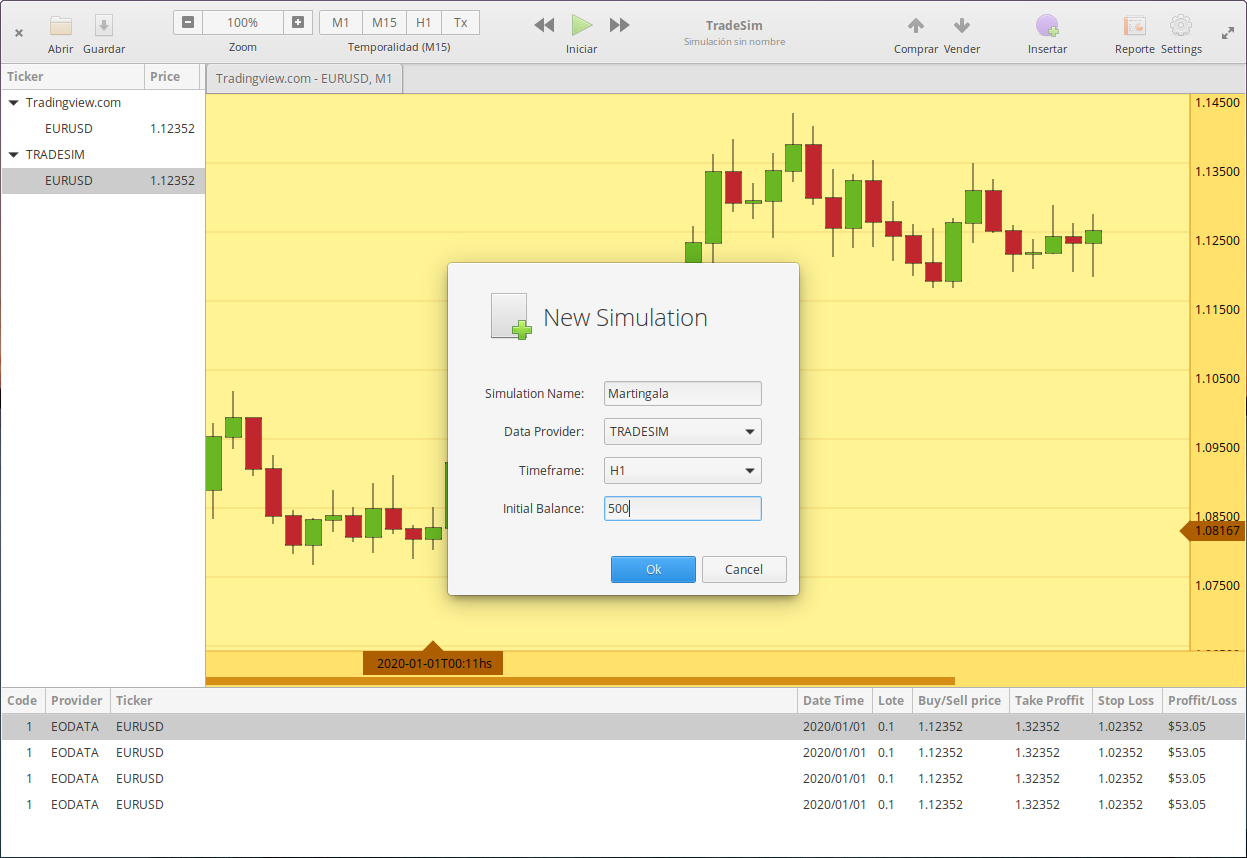 Abrir Guardar
100%
Zoom
M1 M15 H1 Tx
Temporalidad (M15)
Iniciar
TradeSim
Simulación sin nombre
Comprar Vender
Insertar
Reporte Settings
Ticker Price
Tradingview.com
EURUSD 1.12352
TRADESIM
EURUSD 1.12352
Tradingview.com - EURUSD, M1
1.14500
1.13500
1.12500
1.11500
1.10500
1.09500
1.08500
1.08167
1.07500
2020-01-01T00:11hs
New Simulation
Simulation Name: Martingala
Data Provider: TRADESIM
Timeframe: H1
Initial Balance: 500
Ok Cancel
Code Provider Ticker Date Time Lote Buy/Sell price Take Proffit Stop Loss Proffit/Loss
1 EODATA EURUSD 2020/01/01 0.1 1.12352 1.32352 1.02352 $53.05
1 EODATA EURUSD 2020/01/01 0.1 1.12352 1.32352 1.02352 $53.05
1 EODATA EURUSD 2020/01/01 0.1 1.12352 1.32352 1.02352 $53.05
1 EODATA EURUSD 2020/01/01 0.1 1.12352 1.32352 1.02352 $53.05